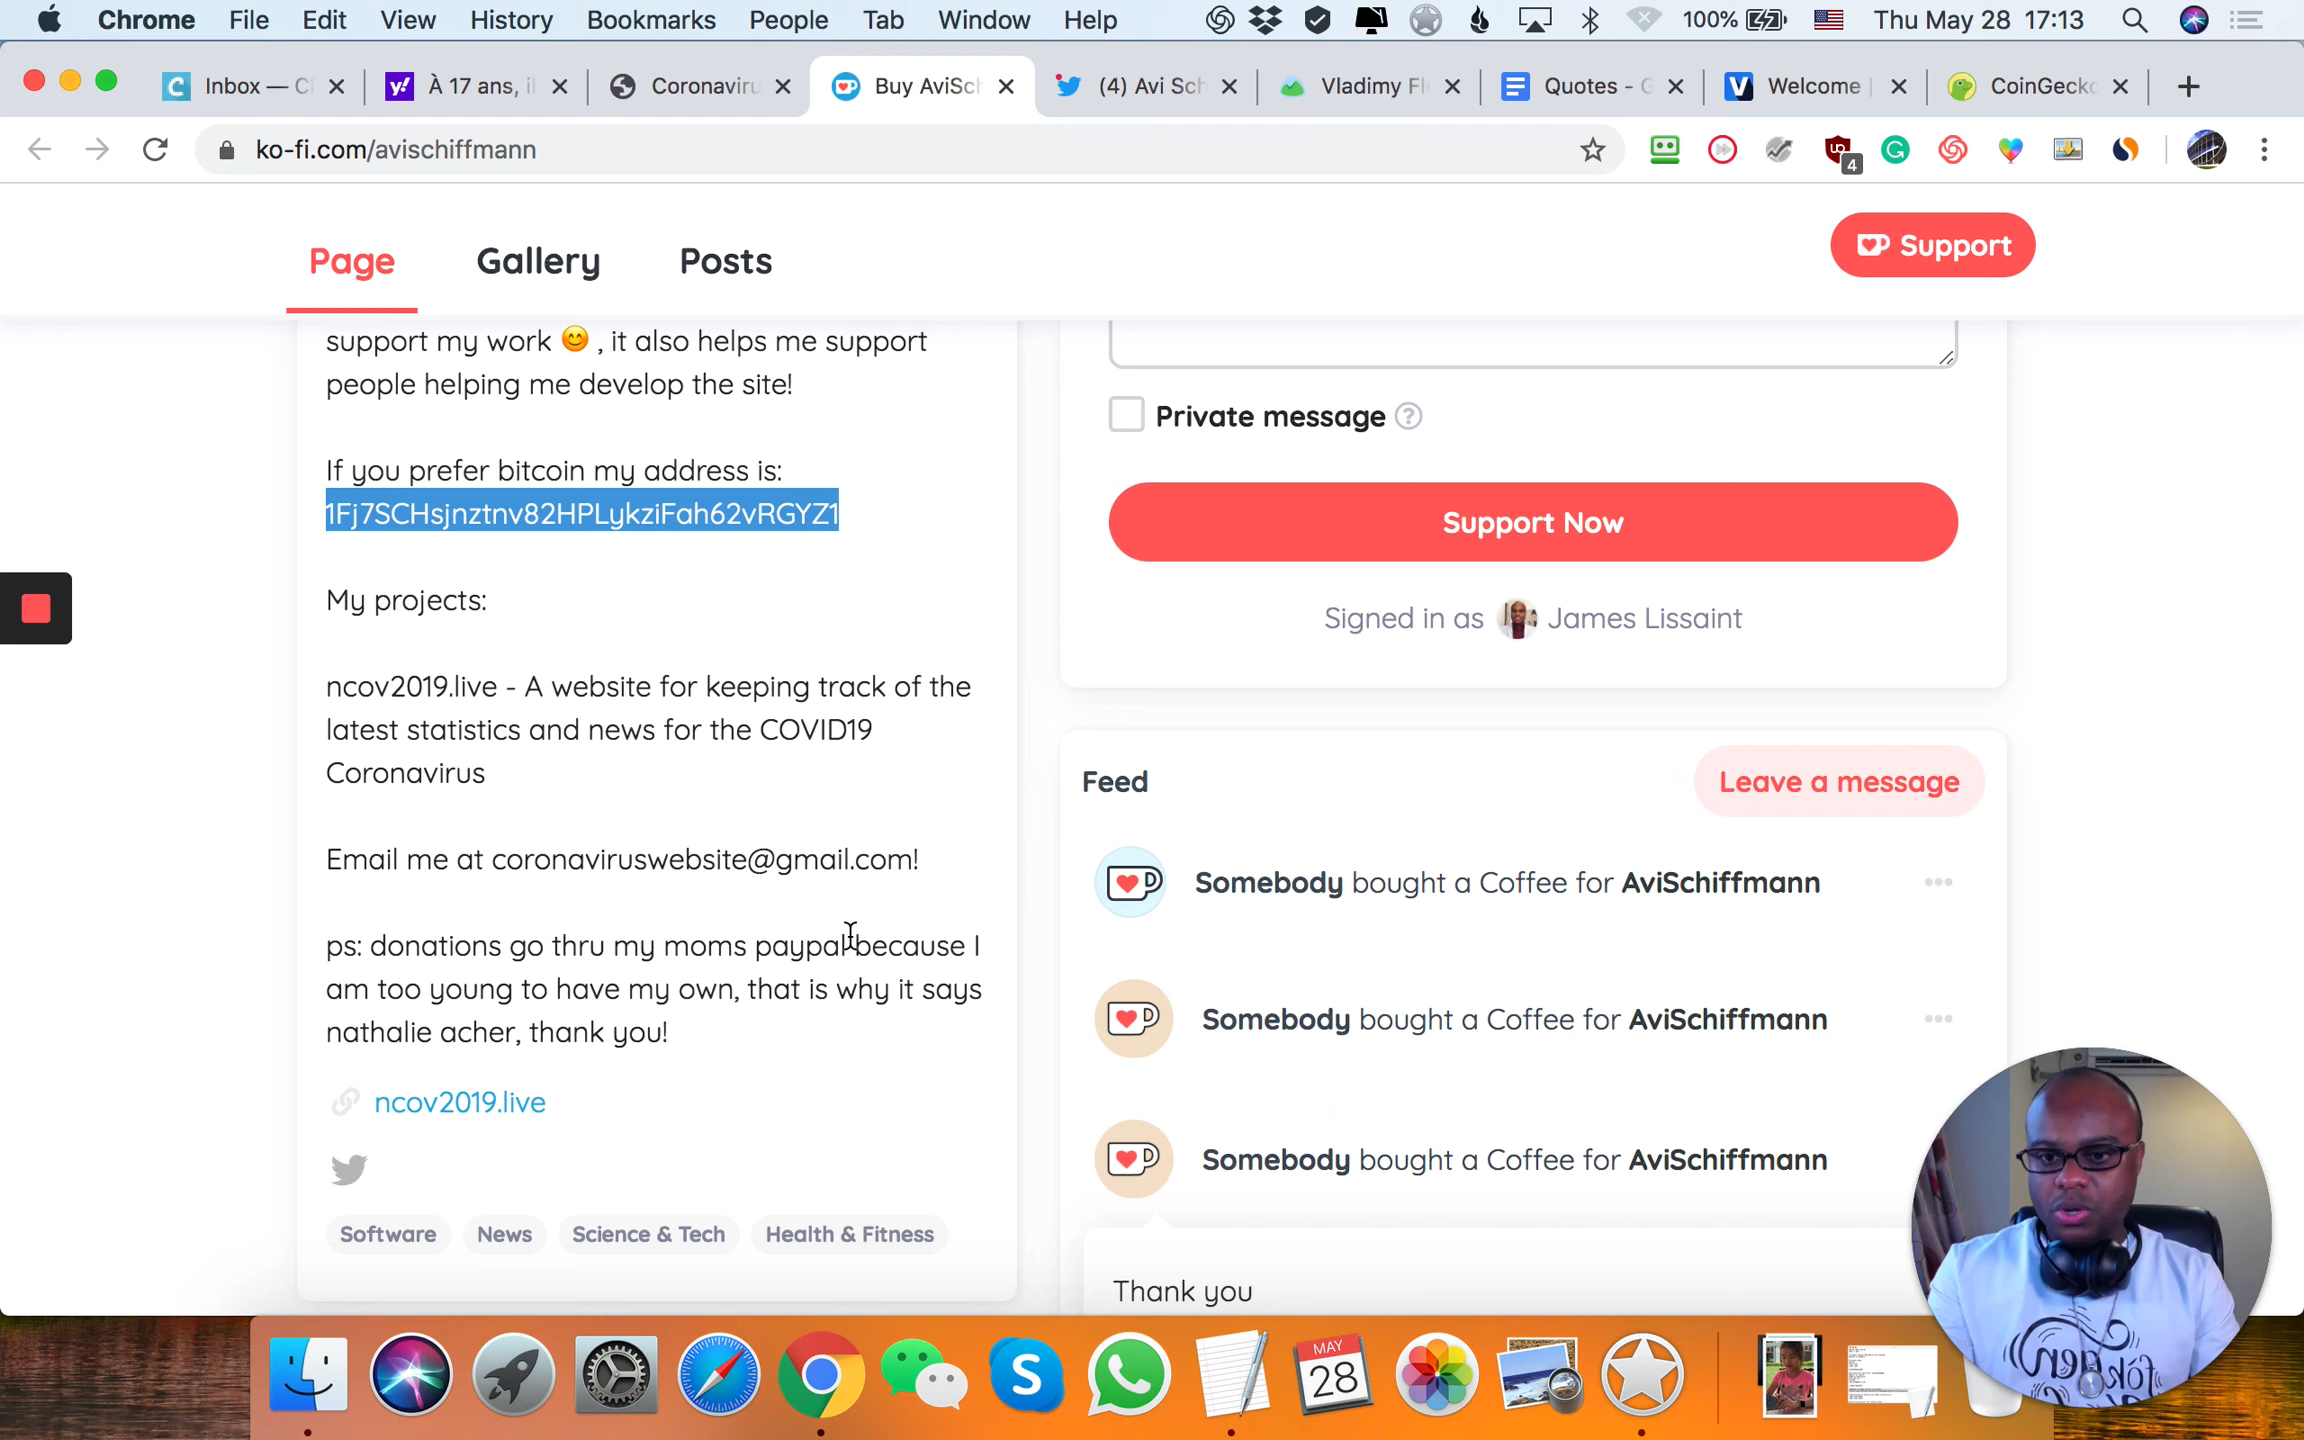 Chrome File Edit View History Bookmarks People Tab Window Help 100% Thu May 28 17:13
Inbox — Cl À 17 ans, il Coronaviru Buy AviSch (4) Avi Sch Vladimy Flo Quotes - G Welcome CoinGecko
ko-fi.com/avischiffmann 4
Page Gallery Posts Support
support my work 😊 , it also helps me support
people helping me develop the site!
If you prefer bitcoin my address is:
1Fj7SCHsjnztnv82HPLykziFah62vRGYZ1
My projects:
ncov2019.live - A website for keeping track of the
latest statistics and news for the COVID19
Coronavirus
Email me at coronaviruswebsite@gmail.com!
ps: donations go thru my moms paypal because I
am too young to have my own, that is why it says
nathalie acher, thank you!
ncov2019.live
Software News Science & Tech Health & Fitness
Private message
Support Now
Signed in as James Lissaint
Feed Leave a message
Somebody bought a Coffee for AviSchiffmann
Somebody bought a Coffee for AviSchiffmann
Somebody bought a Coffee for AviSchiffmann
Thank you
MAY
28